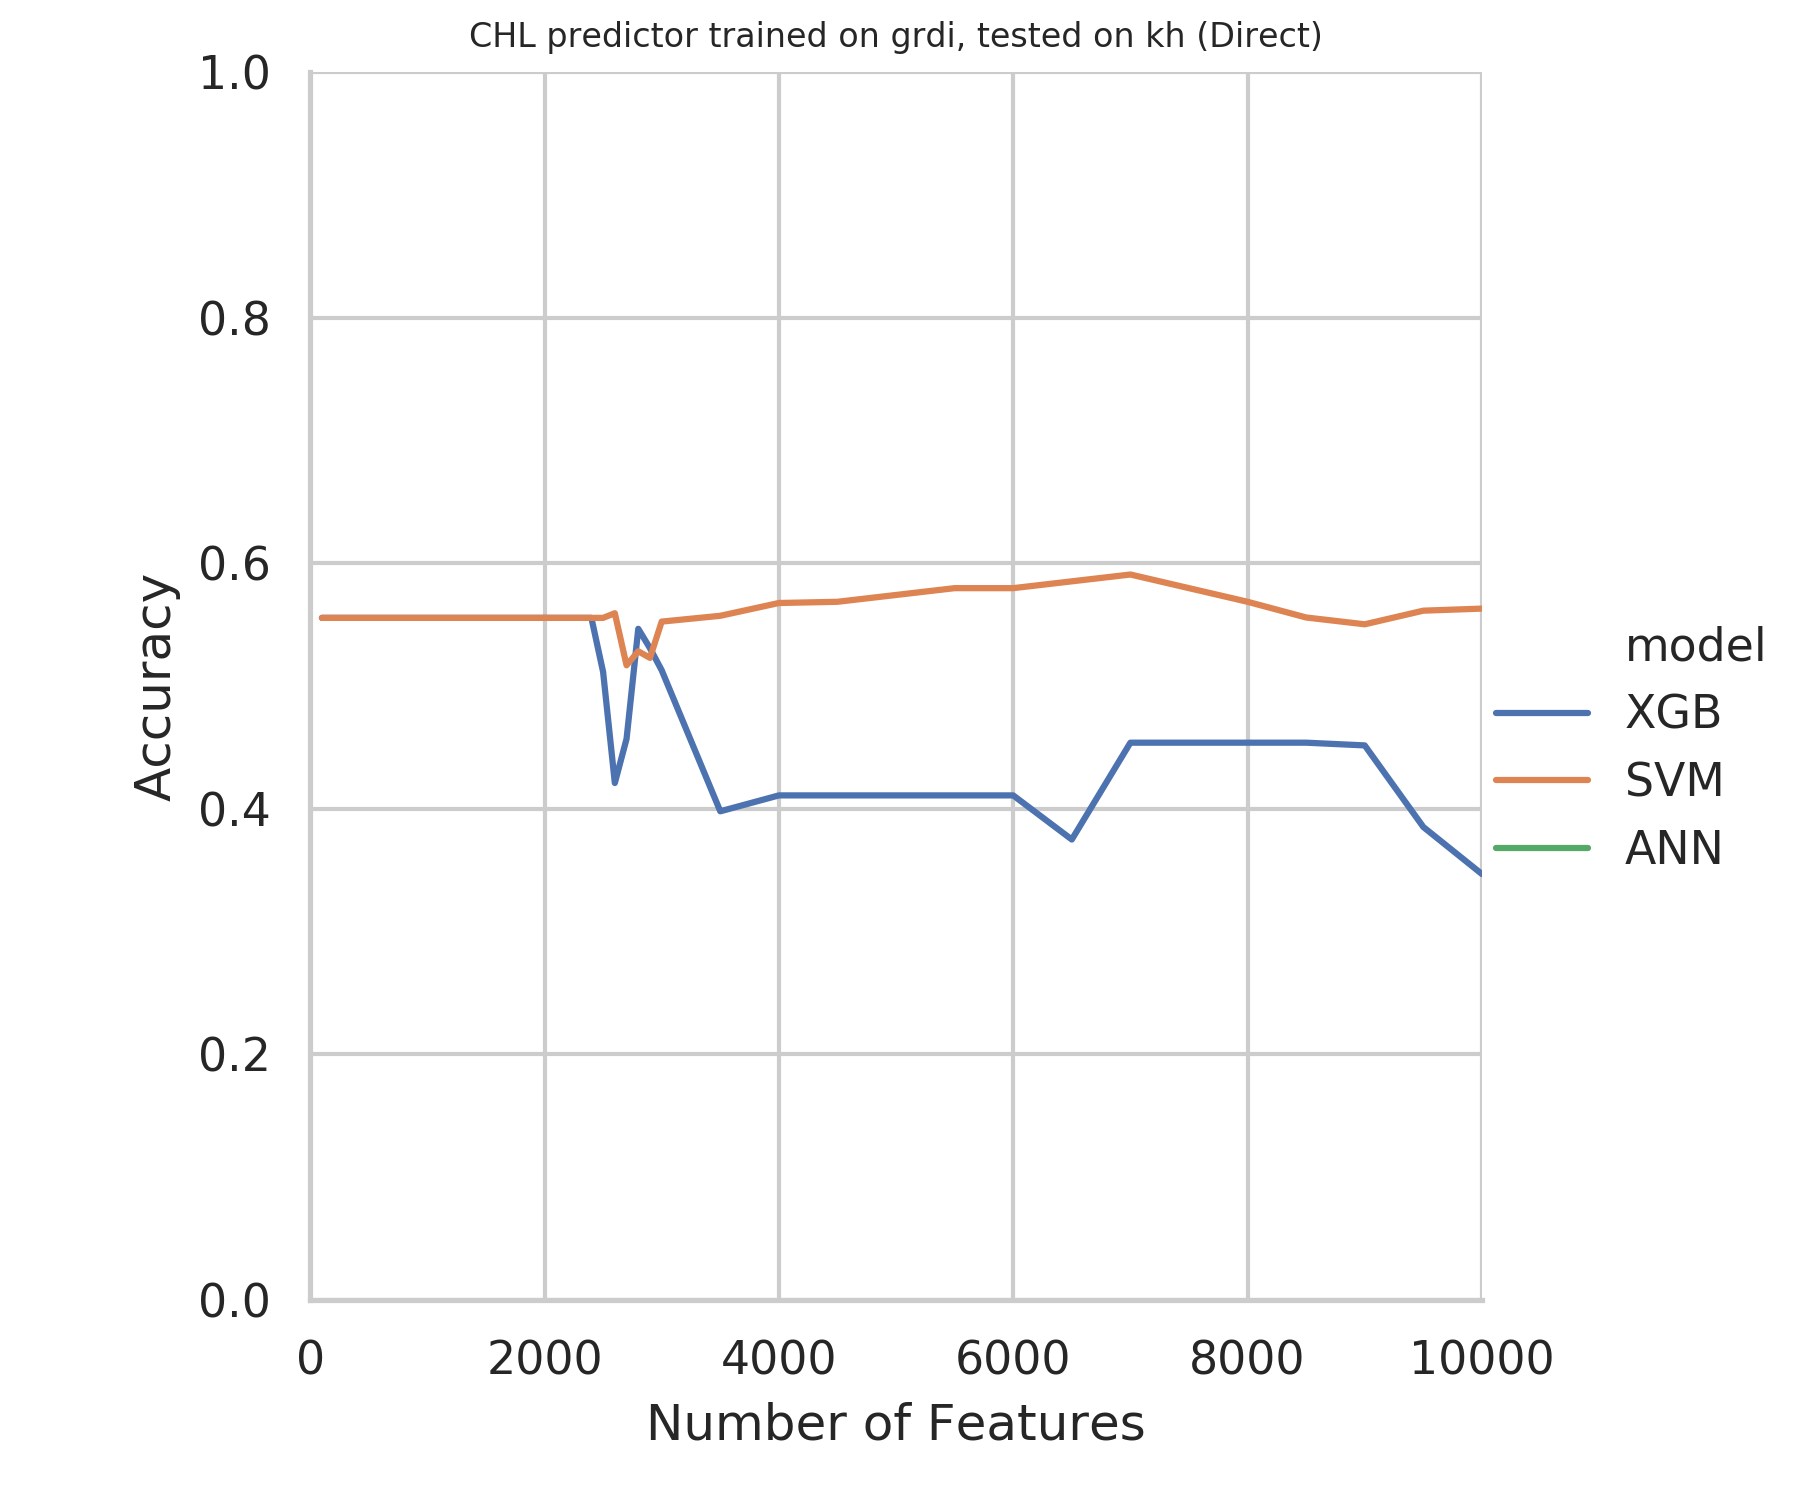 CHL predictor trained on grdi, tested on kh (Direct)
1.0
0.8
0.6
0.4
0.2
0.0
Accuracy
0 2000 4000 6000 8000 10000
Number of Features
model
XGB
SVM
ANN